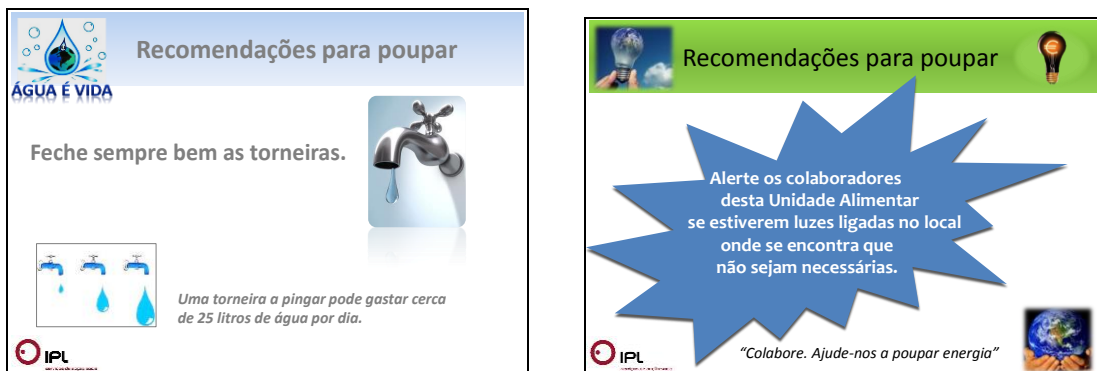 Recomendações para poupar
ÁGUA É VIDA
Feche sempre bem as torneiras.
Uma torneira a pingar pode gastar cerca
de 25 litros de água por dia.
IPL
Recomendações para poupar
Alerte os colaboradores
desta Unidade Alimentar
se estiverem luzes ligadas no local
onde se encontra que
não sejam necessárias.
IPL
“Colabore. Ajude-nos a poupar energia”